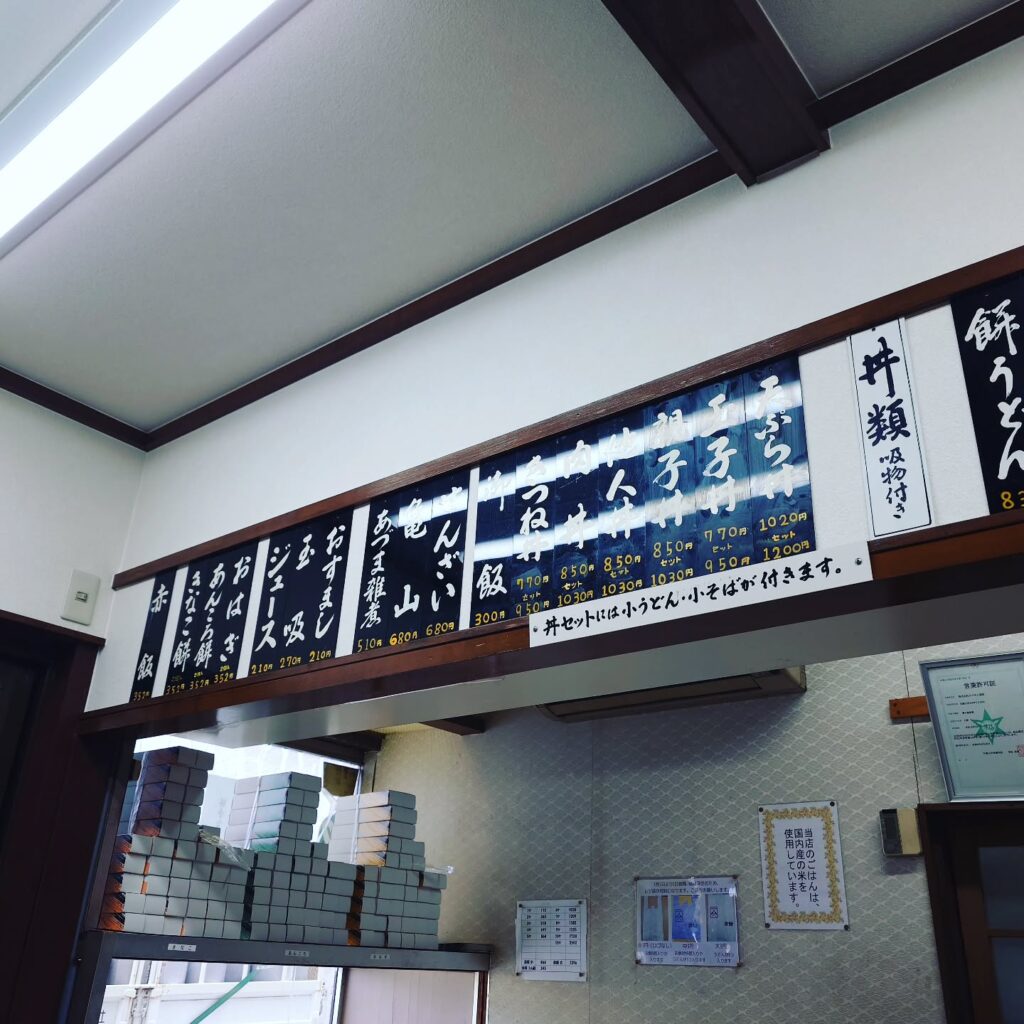 餅うどん
丼類 吸物付き
天ぷら丼 1020円 セット 1200円
玉子丼 770円 セット 950円
親子丼 850円 セット 1030円
他人丼 850円 セット 1030円
肉丼 850円 セット 1030円
きつね丼 770円 セット 950円
御飯 300円
丼セットには小うどん・小そばが付きます。
ぜんざい 680円
亀山 680円
あづま雑煮 510円
おすまし 210円
玉吸 270円
ジュース 210円
おはぎ 352円
あんころ餅 352円
きいなこ餅 352円
赤飯 352円
営業許可証
当店のごはんは、
国内産の米を
使用しています。